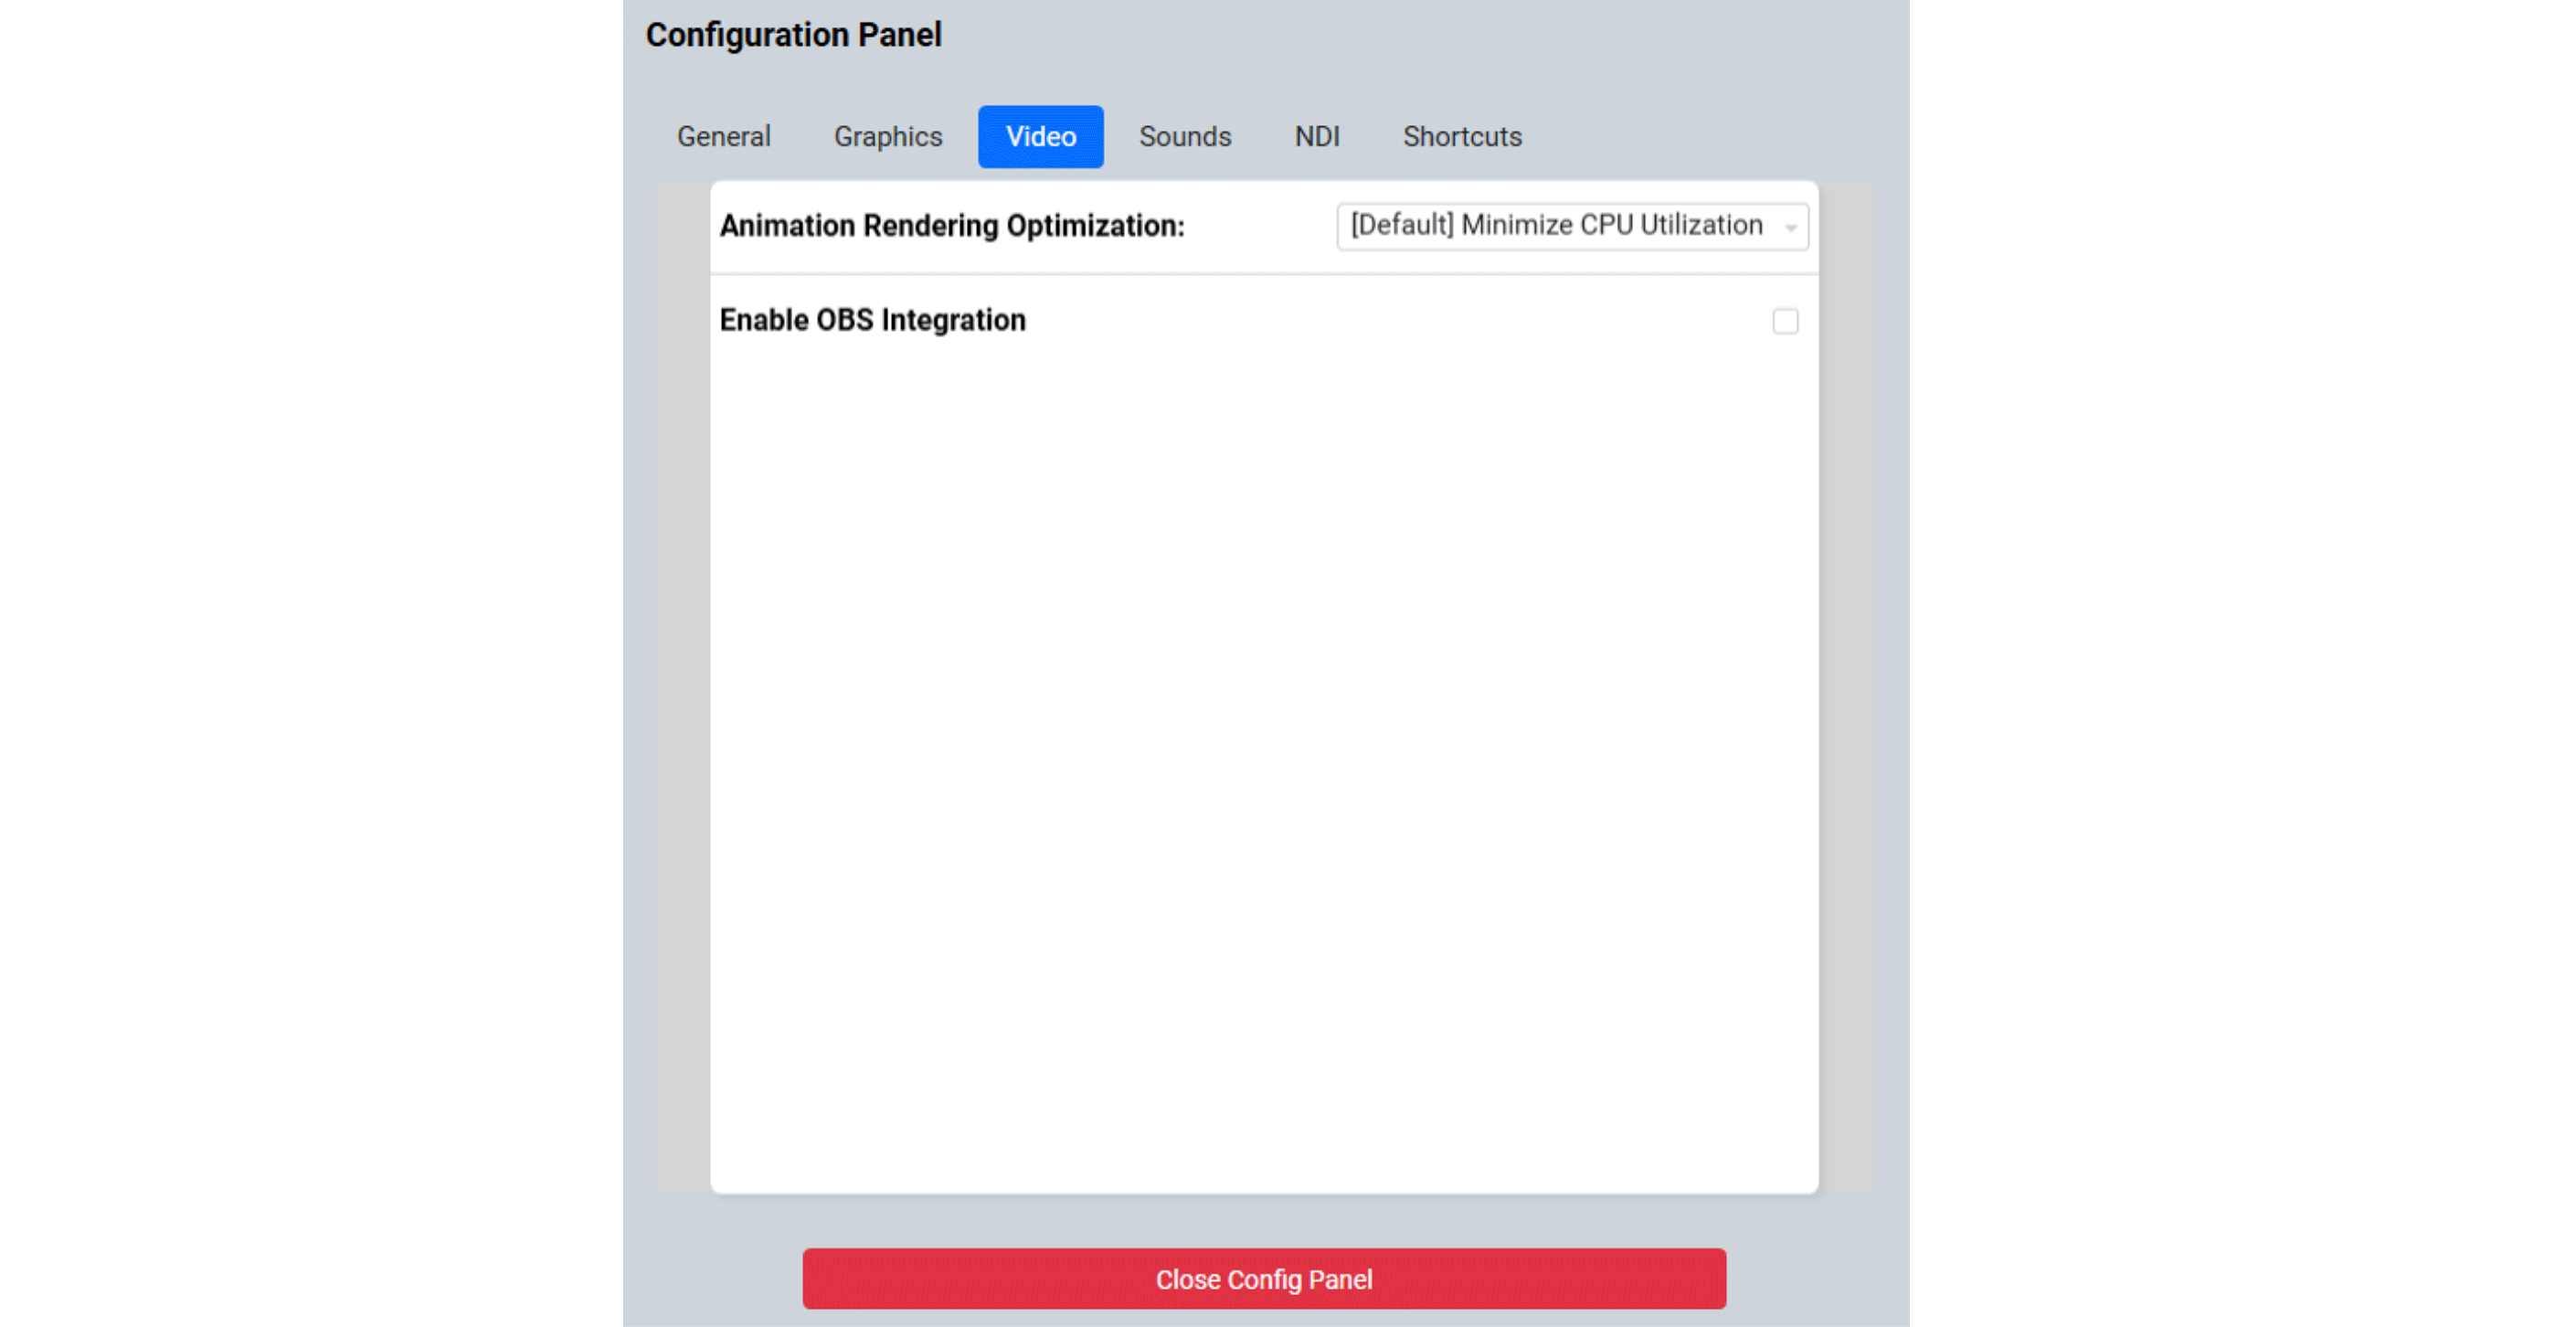 Configuration Panel
General Graphics Video Sounds NDI Shortcuts
Animation Rendering Optimization: [Default] Minimize CPU Utilization
Enable OBS Integration
Close Config Panel